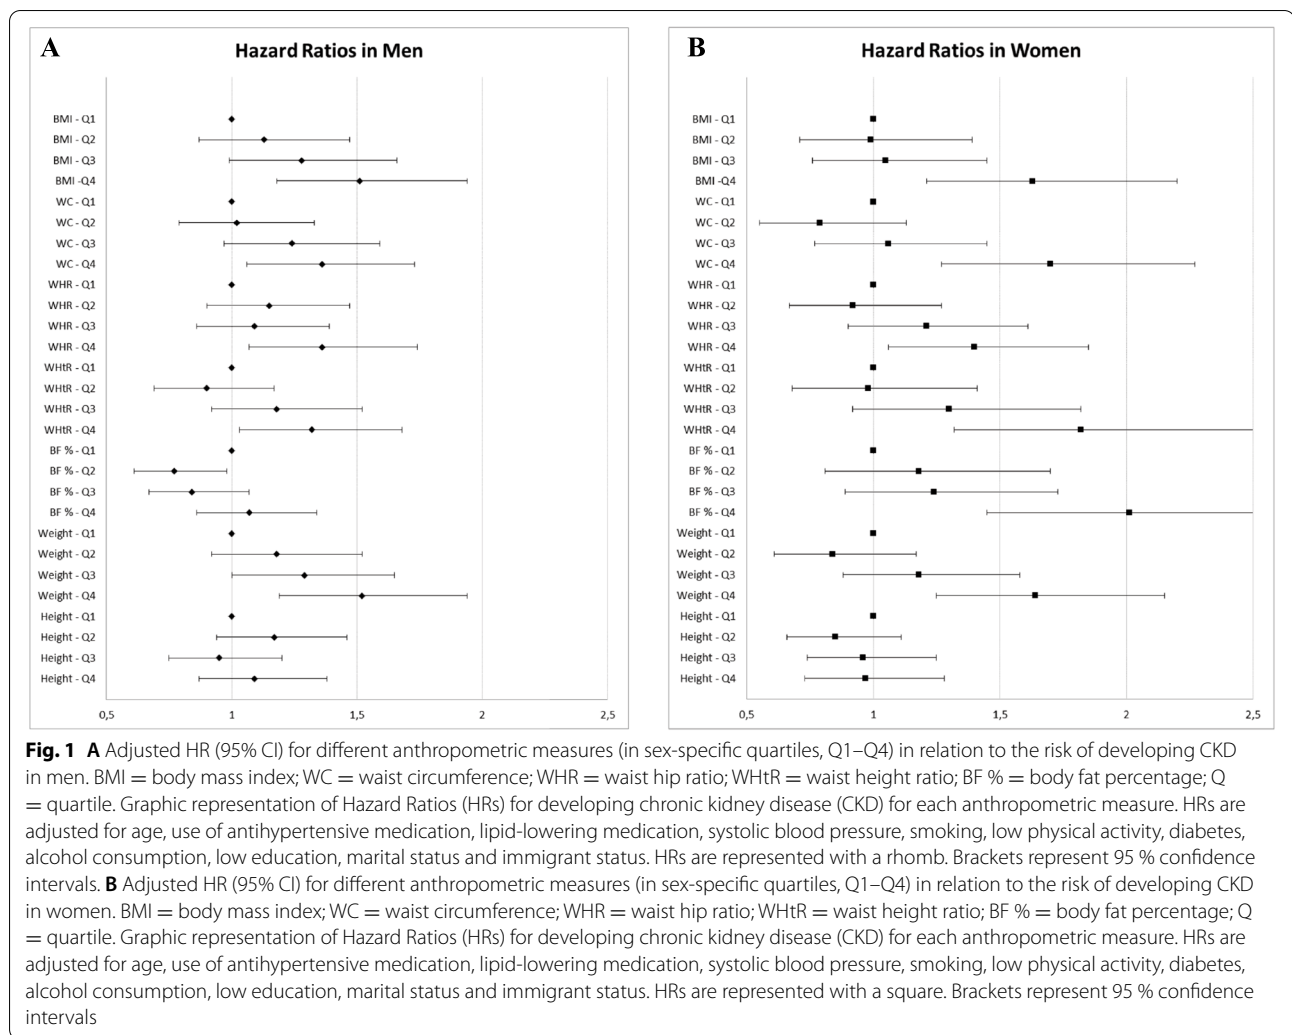 A
Hazard Ratios in Men
BMI - Q1
BMI - Q2
BMI - Q3
BMI -Q4
WC - Q1
WC - Q2
WC - Q3
WC - Q4
WHR - Q1
WHR - Q2
WHR - Q3
WHR - Q4
WHtR - Q1
WHtR - Q2
WHtR - Q3
WHtR - Q4
BF % - Q1
BF % - Q2
BF % - Q3
BF % - Q4
Weight - Q1
Weight - Q2
Weight - Q3
Weight - Q4
Height - Q1
Height - Q2
Height - Q3
Height - Q4
0,5 1 1,5 2 2,5
B
Hazard Ratios in Women
BMI - Q1
BMI - Q2
BMI - Q3
BMI -Q4
WC - Q1
WC - Q2
WC - Q3
WC - Q4
WHR - Q1
WHR - Q2
WHR - Q3
WHR - Q4
WHtR - Q1
WHtR - Q2
WHtR - Q3
WHtR - Q4
BF % - Q1
BF % - Q2
BF % - Q3
BF % - Q4
Weight - Q1
Weight - Q2
Weight - Q3
Weight - Q4
Height - Q1
Height - Q2
Height - Q3
Height - Q4
0,5 1 1,5 2 2,5
Fig. 1 A Adjusted HR (95% CI) for different anthropometric measures (in sex-specific quartiles, Q1–Q4) in relation to the risk of developing CKD
in men. BMI = body mass index; WC = waist circumference; WHR = waist hip ratio; WHtR = waist height ratio; BF % = body fat percentage; Q
= quartile. Graphic representation of Hazard Ratios (HRs) for developing chronic kidney disease (CKD) for each anthropometric measure. HRs are
adjusted for age, use of antihypertensive medication, lipid-lowering medication, systolic blood pressure, smoking, low physical activity, diabetes,
alcohol consumption, low education, marital status and immigrant status. HRs are represented with a rhomb. Brackets represent 95 % confidence
intervals. B Adjusted HR (95% CI) for different anthropometric measures (in sex-specific quartiles, Q1–Q4) in relation to the risk of developing CKD
in women. BMI = body mass index; WC = waist circumference; WHR = waist hip ratio; WHtR = waist height ratio; BF % = body fat percentage; Q
= quartile. Graphic representation of Hazard Ratios (HRs) for developing chronic kidney disease (CKD) for each anthropometric measure. HRs are
adjusted for age, use of antihypertensive medication, lipid-lowering medication, systolic blood pressure, smoking, low physical activity, diabetes,
alcohol consumption, low education, marital status and immigrant status. HRs are represented with a square. Brackets represent 95 % confidence
intervals